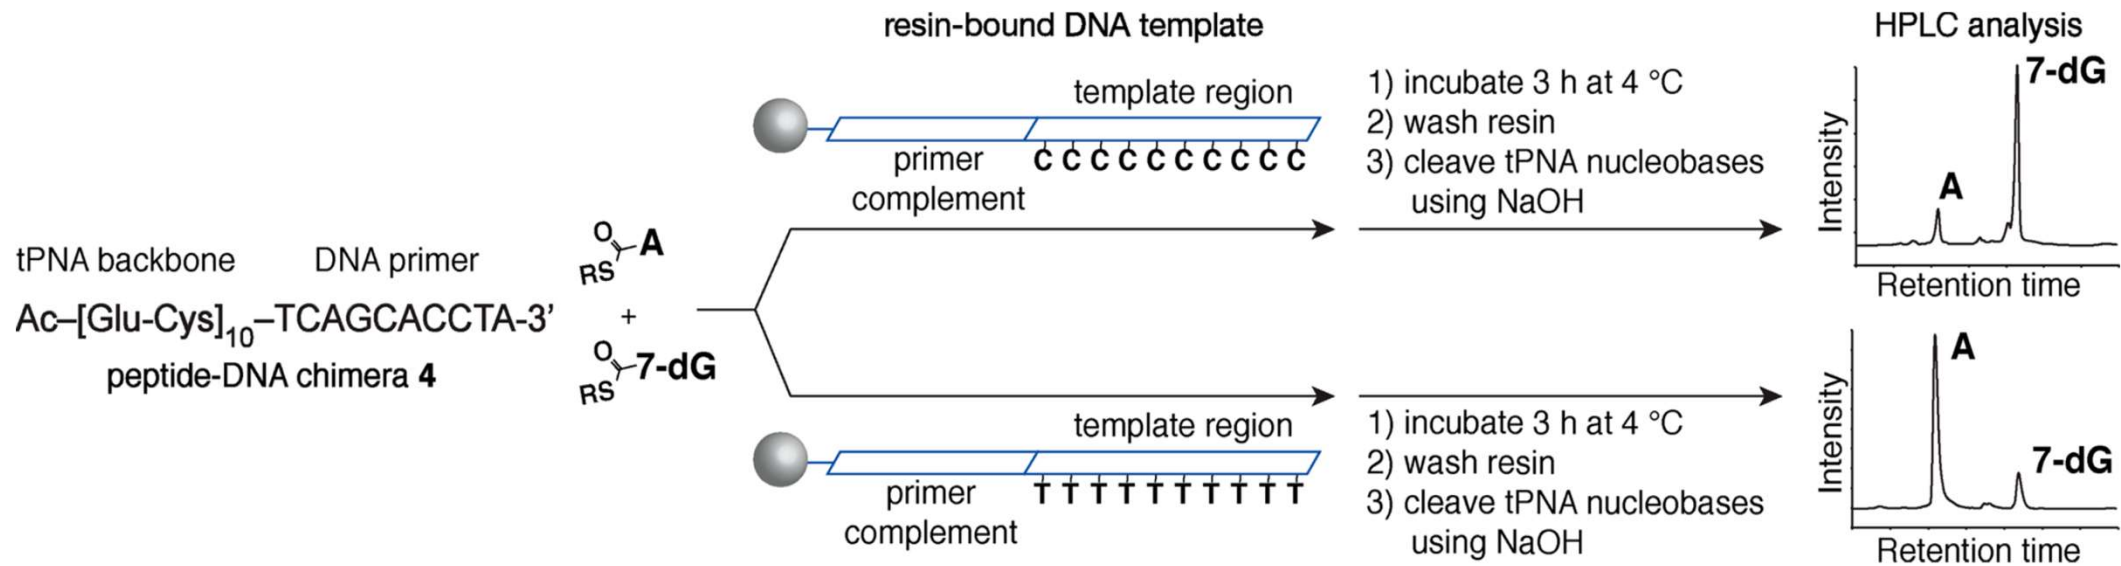 resin-bound DNA template
HPLC analysis
tPNA backbone DNA primer
Ac–[Glu-Cys]10–TCAGCACCTA-3’
peptide-DNA chimera 4
O
RS
A
+
O
RS
7-dG
template region
C C C C C C C C C C
primer
complement
1) incubate 3 h at 4 °C
2) wash resin
3) cleave tPNA nucleobases
using NaOH
Intensity
A
7-dG
Retention time
template region
T T T T T T T T T T
primer
complement
1) incubate 3 h at 4 °C
2) wash resin
3) cleave tPNA nucleobases
using NaOH
Intensity
A
7-dG
Retention time